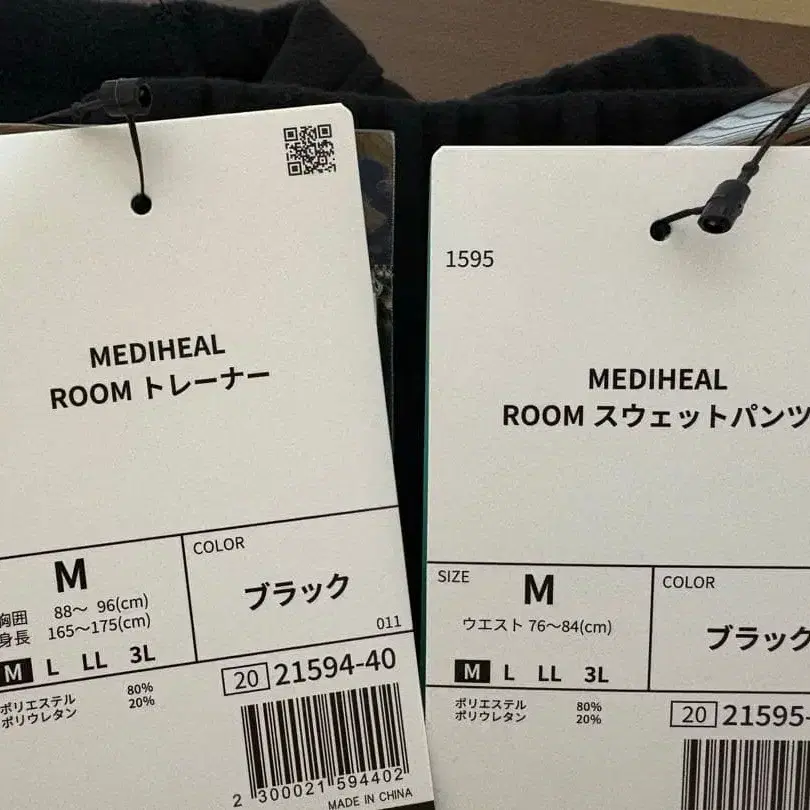 MEDIHEAL
ROOM トレーナー
M
胸囲 88～ 96(cm)
身長 165～175(cm)
M L LL 3L
COLOR
ブラック
011
20 21594-40
ポリエステル 80%
ポリウレタン 20%
2 300021 594402
MADE IN CHINA
1595
MEDIHEAL
ROOM スウェットパンツ
SIZE
M
ウエスト 76～84(cm)
M L LL 3L
COLOR
ブラック
20 21595-
ポリエステル 80%
ポリウレタン 20%